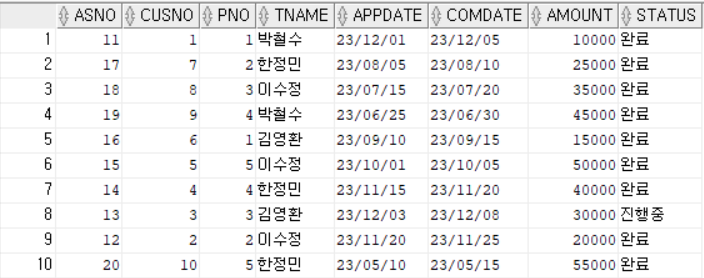 ASNO CUSNO PNO TNAME APPDATE COMDATE AMOUNT STATUS
1 11 1 1 박철수 23/12/01 23/12/05 10000 완료
2 17 7 2 한정민 23/08/05 23/08/10 25000 완료
3 18 8 3 이수정 23/07/15 23/07/20 35000 완료
4 19 9 4 박철수 23/06/25 23/06/30 45000 완료
5 16 6 1 김영환 23/09/10 23/09/15 15000 완료
6 15 5 5 이수정 23/10/01 23/10/05 50000 완료
7 14 4 4 한정민 23/11/15 23/11/20 40000 완료
8 13 3 3 김영환 23/12/03 23/12/08 30000 진행중
9 12 2 2 이수정 23/11/20 23/11/25 20000 완료
10 20 10 5 한정민 23/05/10 23/05/15 55000 완료